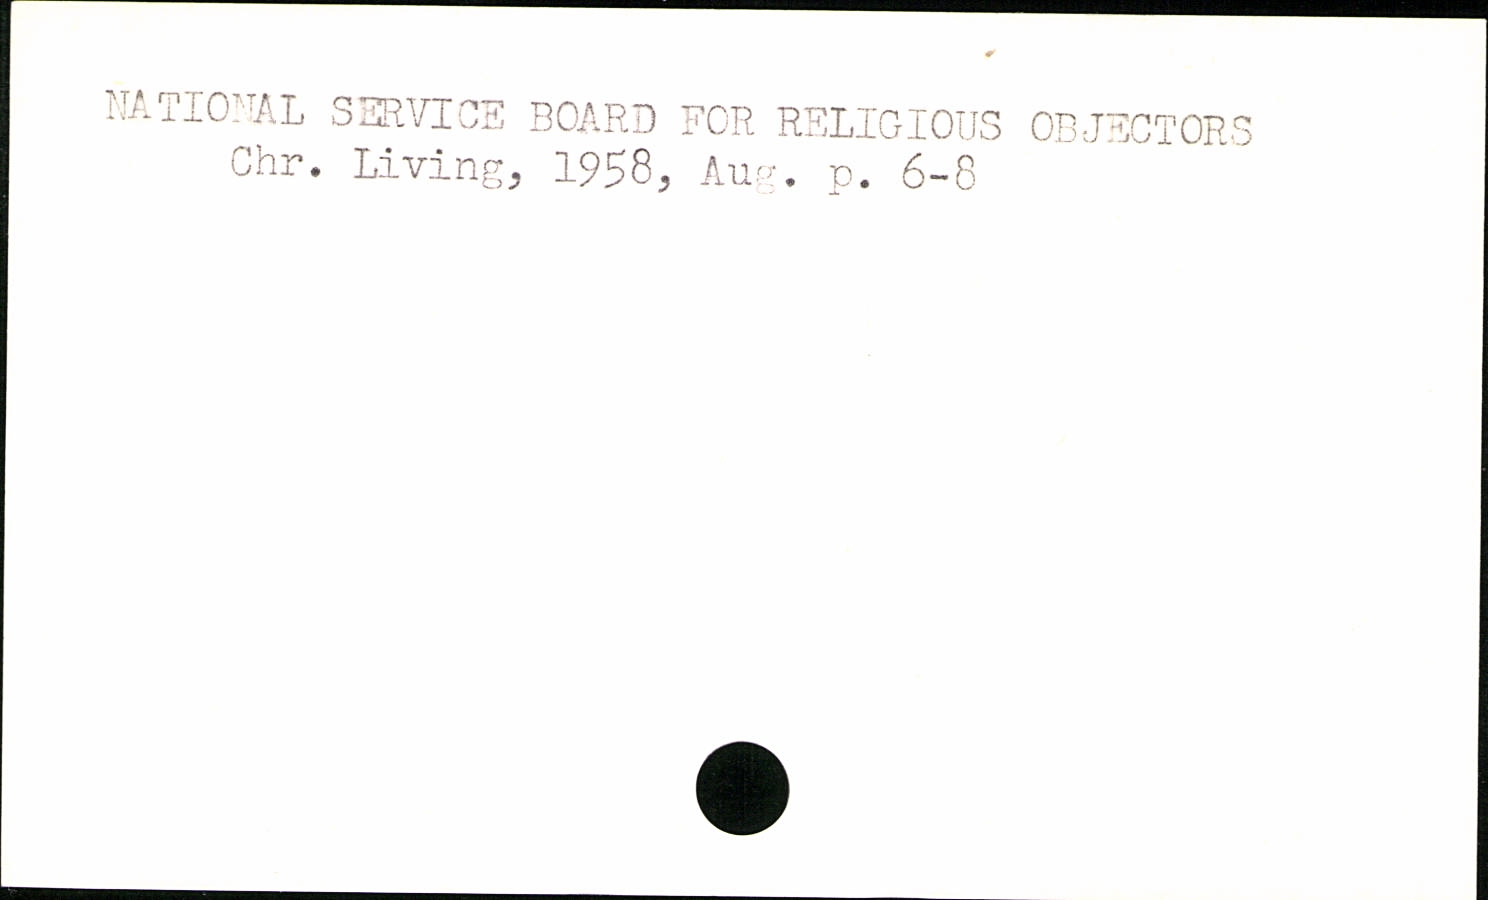 NATIONAL SERVICE BOARD FOR RELIGIOUS OBJECTORS
Chr. Living, 1958, Aug. p. 6-8